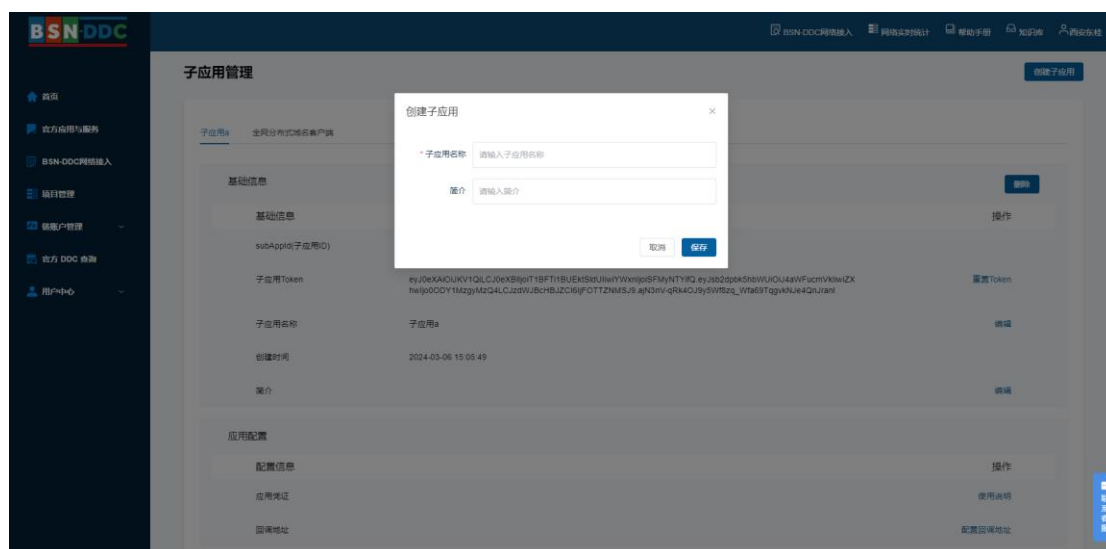 BSN-DDC
BSN-DDC网络接入
网络实时统计
帮助手册
知识库
西安东桂
首页
官方应用与服务
BSN-DDC网络接入
项目管理
链账户管理
官方 DDC 查询
用户中心
子应用管理
创建子应用
子应用a
全网分布式域名客户端
基础信息
删除
基础信息
操作
subAppId(子应用ID)
子应用Token
重置Token
子应用名称
子应用a
编辑
创建时间
2024-03-06 15:05:49
简介
编辑
应用配置
配置信息
操作
应用凭证
使用说明
回调地址
配置回调地址
创建子应用
* 子应用名称
请输入子应用名称
简介
请输入简介
取消
保存